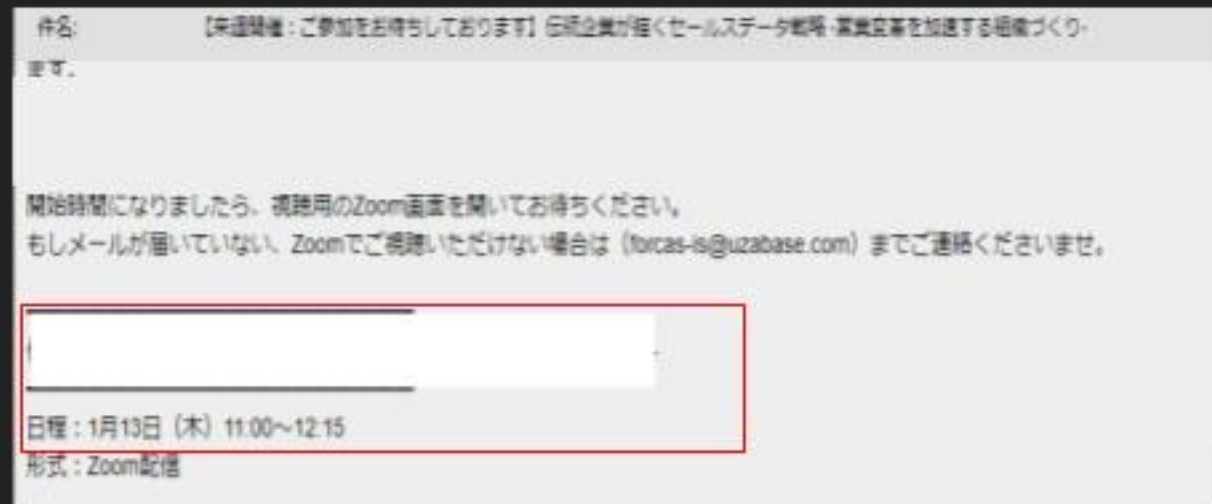 件名: 【来週開催：ご参加をお待ちしております】伝統企業が描くセールスデータ戦略 -営業変革を加速する組織づくり-
ます。
開始時間になりましたら、視聴用のZoom画面を開いてお待ちください。
もしメールが届いていない、Zoomでご視聴いただけない場合は（forcas-is@uzabase.com）までご連絡くださいませ。
日程：1月13日（木）11:00～12:15
形式：Zoom配信